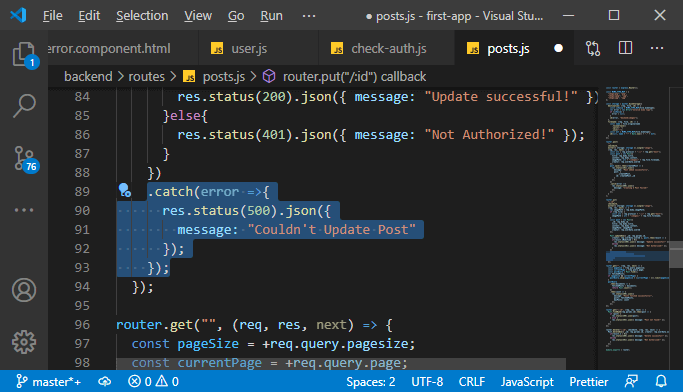 File Edit Selection View Go Run ··· posts.js - first-app - Visual Stu...
error.component.html JS user.js JS check-auth.js JS posts.js ● ···
backend > routes > JS posts.js > router.put("/:id") callback
84 res.status(200).json({ message: "Update successful!" })
85 }else{
86 res.status(401).json({ message: "Not Authorized!" });
87 }
88 })
89 .catch(error =>{
90 res.status(500).json({
91 message: "Couldn't Update Post"
92 });
93 });
94 });
95
96 router.get("", (req, res, next) => {
97 const pageSize = +req.query.pagesize;
98 const currentPage = +req.query.page;
1
76
master*+ 0 0 Spaces: 2 UTF-8 CRLF JavaScript Prettier